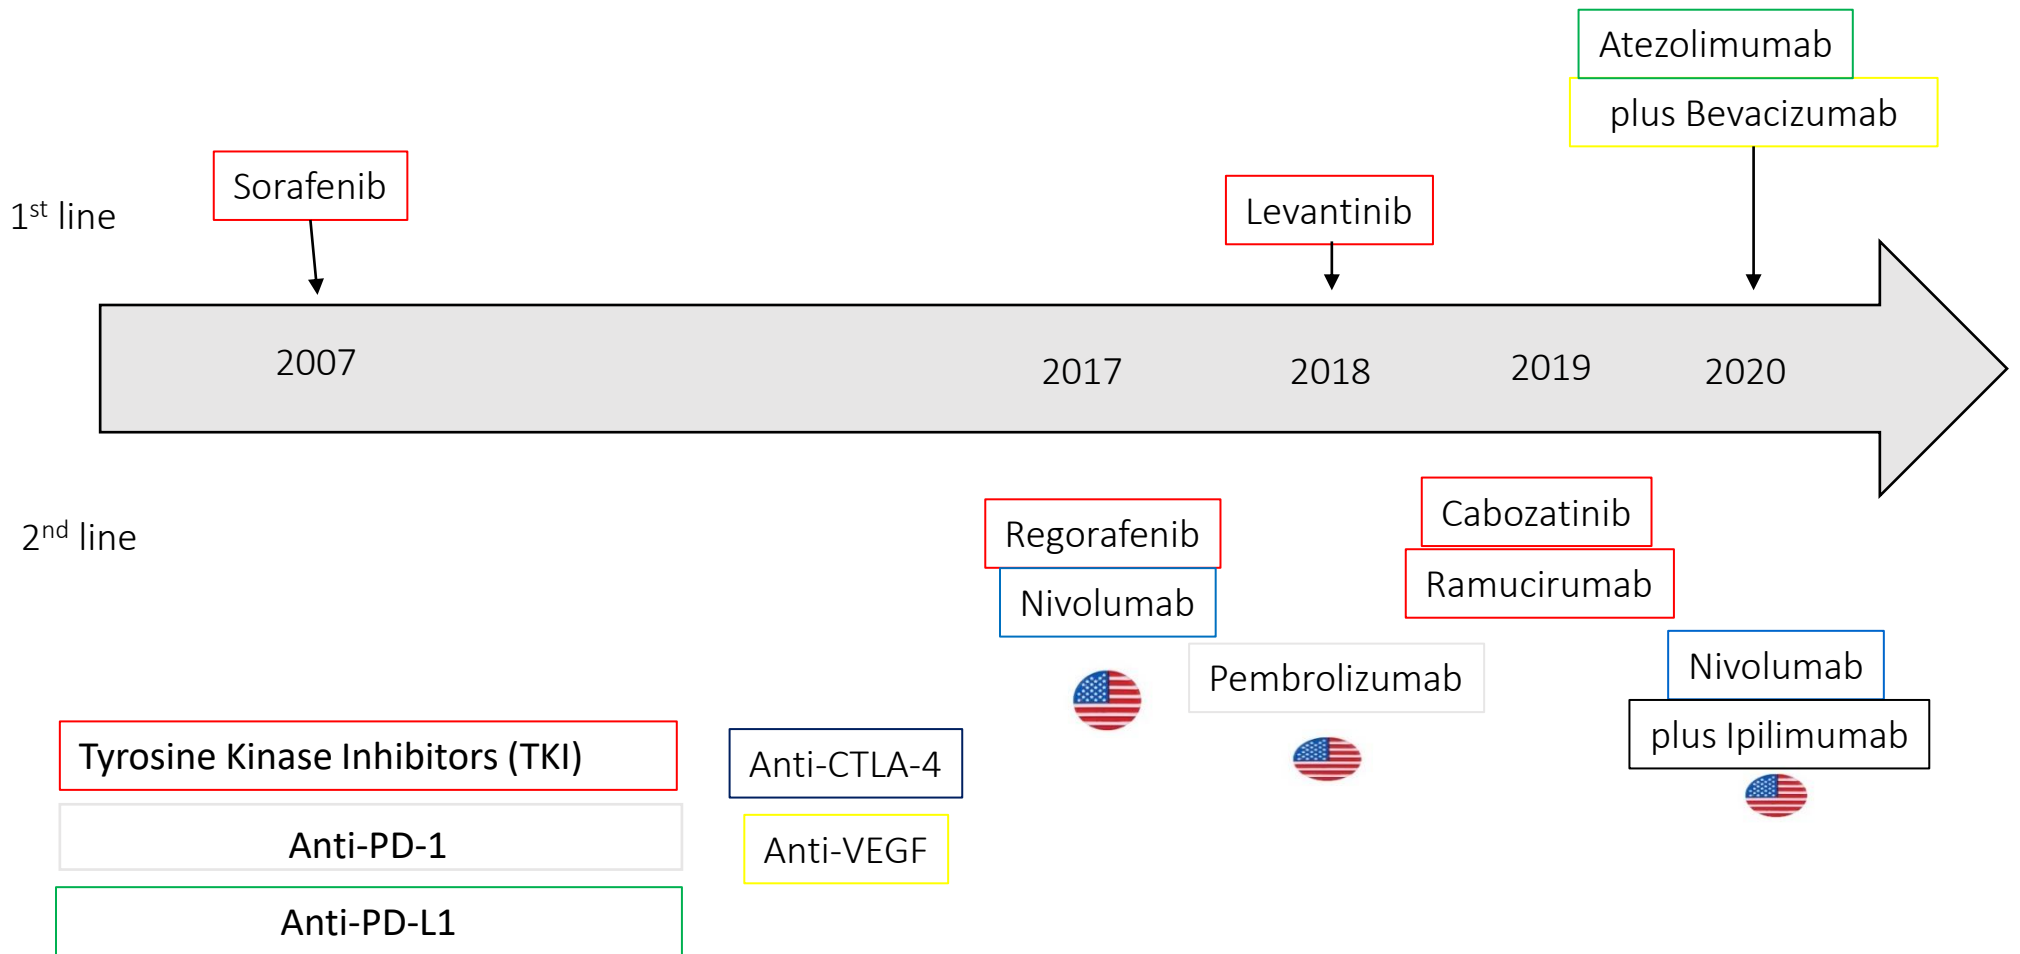 Atezolimumab
plus Bevacizumab
Sorafenib
Levantinib
1st line
2007
2017
2018
2019
2020
2nd line
Regorafenib
Nivolumab
Cabozatinib
Ramucirumab
Pembrolizumab
Nivolumab
plus Ipilimumab
Tyrosine Kinase Inhibitors (TKI)
Anti-CTLA-4
Anti-PD-1
Anti-VEGF
Anti-PD-L1